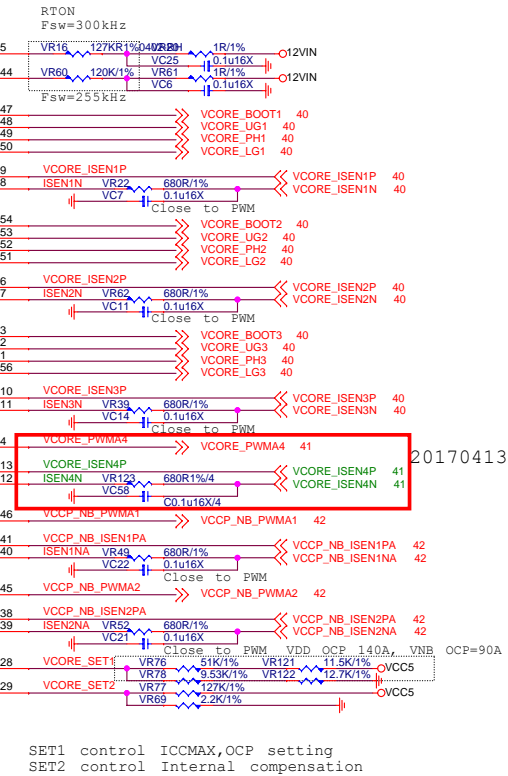 RTON
Fsw=300kHz
5 VR16 127KR1%0402 VR80 1R/1% 12VIN
VC25 0.1u16X
44 VR60 120K/1% VR61 1R/1% 12VIN
VC6 0.1u16X
Fsw=255kHz
47 VCORE_BOOT1 40
48 VCORE_UG1 40
49 VCORE_PH1 40
50 VCORE_LG1 40
9 VCORE_ISEN1P VCORE_ISEN1P 40
8 ISEN1N VR22 680R/1% VCORE_ISEN1N 40
VC7 0.1u16X
Close to PWM
54 VCORE_BOOT2 40
53 VCORE_UG2 40
52 VCORE_PH2 40
51 VCORE_LG2 40
6 VCORE_ISEN2P VCORE_ISEN2P 40
7 ISEN2N VR62 680R/1% VCORE_ISEN2N 40
VC11 0.1u16X
Close to PWM
3 VCORE_BOOT3 40
2 VCORE_UG3 40
1 VCORE_PH3 40
56 VCORE_LG3 40
10 VCORE_ISEN3P VCORE_ISEN3P 40
11 ISEN3N VR39 680R/1% VCORE_ISEN3N 40
VC14 0.1u16X
Close to PWM
4 VCORE_PWMA4 VCORE_PWMA4 41
20170413
13 VCORE_ISEN4P VCORE_ISEN4P 41
12 ISEN4N VR123 680R1%/4 VCORE_ISEN4N 41
VC58 C0.1u16X/4
46 VCCP_NB_PWMA1 VCCP_NB_PWMA1 42
41 VCCP_NB_ISEN1PA VCCP_NB_ISEN1PA 42
40 ISEN1NA VR49 680R/1% VCCP_NB_ISEN1NA 42
VC22 0.1u16X
Close to PWM
45 VCCP_NB_PWMA2 VCCP_NB_PWMA2 42
38 VCCP_NB_ISEN2PA VCCP_NB_ISEN2PA 42
39 ISEN2NA VR52 680R/1% VCCP_NB_ISEN2NA 42
VC21 0.1u16X
Close to PWM VDD OCP 140A, VNB OCP=90A
28 VCORE_SET1 VR76 51K/1% VR121 11.5K/1% VCC5
VR78 9.53K/1% VR122 12.7K/1%
29 VCORE_SET2 VR77 127K/1% VCC5
VR69 2.2K/1%
SET1 control ICCMAX,OCP setting
SET2 control Internal compensation